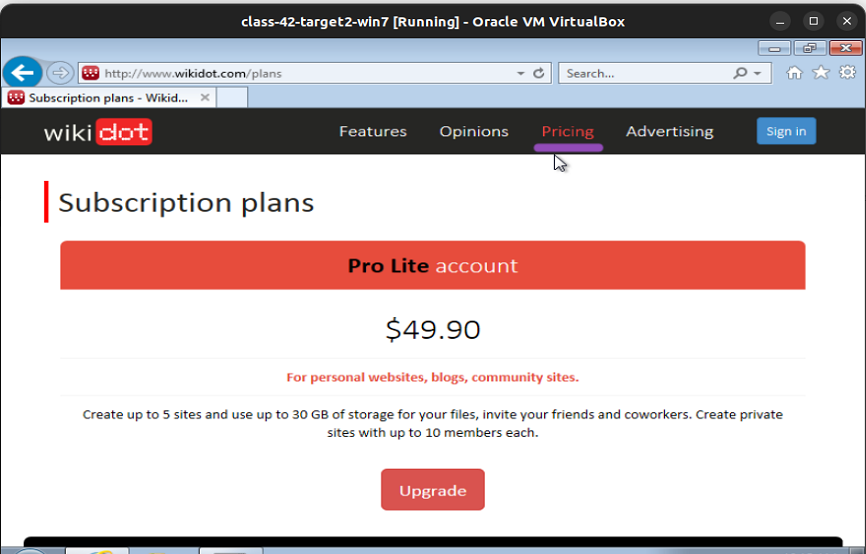 class-42-target2-win7 [Running] - Oracle VM VirtualBox
http://www.wikidot.com/plans
Search...
Subscription plans - Wikid...
wikidot
Features
Opinions
Pricing
Advertising
Sign in
Subscription plans
Pro Lite account
$49.90
For personal websites, blogs, community sites.
Create up to 5 sites and use up to 30 GB of storage for your files, invite your friends and coworkers. Create private
sites with up to 10 members each.
Upgrade